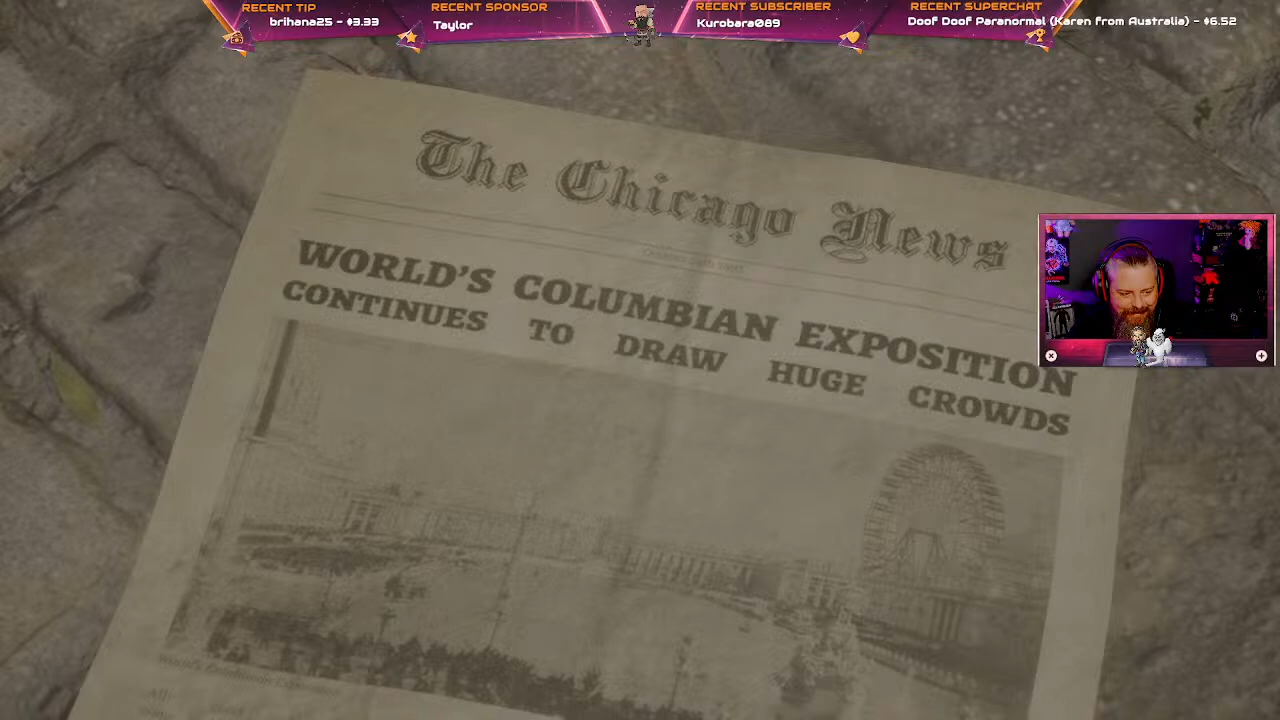 RECENT TIP
brihana25 - $3.33
RECENT SPONSOR
Taylor
RECENT SUBSCRIBER
Kurobara089
RECENT SUPERCHAT
Doof Doof Paranormal (Karen from Australia) - $6.52
The Chicago News
WORLD'S COLUMBIAN EXPOSITION
CONTINUES TO DRAW HUGE CROWDS